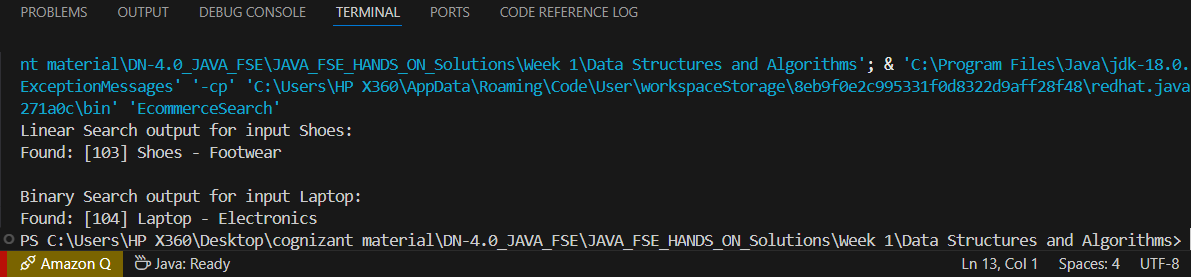 PROBLEMS OUTPUT DEBUG CONSOLE TERMINAL PORTS CODE REFERENCE LOG
nt material\DN-4.0_JAVA_FSE\JAVA_FSE_HANDS_ON_Solutions\Week 1\Data Structures and Algorithms'; & 'C:\Program Files\Java\jdk-18.0.
ExceptionMessages' '-cp' 'C:\Users\HP X360\AppData\Roaming\Code\User\workspaceStorage\8eb9f0e2c995331f0d8322d9aff28f48\redhat.java
271a0c\bin' 'EcommerceSearch'
Linear Search output for input Shoes:
Found: [103] Shoes - Footwear
Binary Search output for input Laptop:
Found: [104] Laptop - Electronics
PS C:\Users\HP X360\Desktop\cognizant material\DN-4.0_JAVA_FSE\JAVA_FSE_HANDS_ON_Solutions\Week 1\Data Structures and Algorithms>
Amazon Q Java: Ready Ln 13, Col 1 Spaces: 4 UTF-8